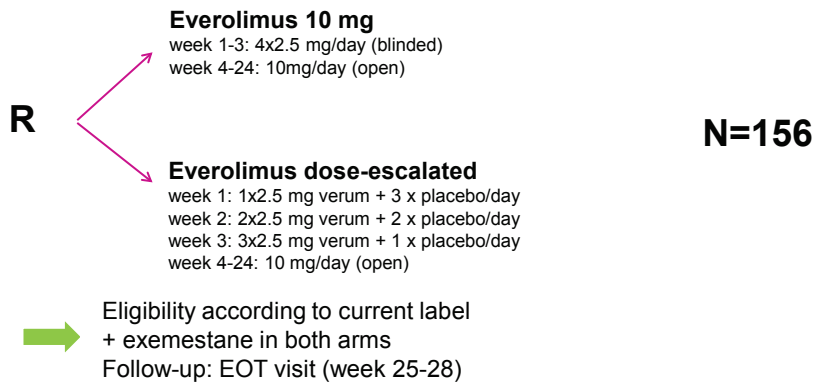 Everolimus 10 mg
week 1-3: 4x2.5 mg/day (blinded)
week 4-24: 10mg/day (open)
R
N=156
Everolimus dose-escalated
week 1: 1x2.5 mg verum + 3 x placebo/day
week 2: 2x2.5 mg verum + 2 x placebo/day
week 3: 3x2.5 mg verum + 1 x placebo/day
week 4-24: 10 mg/day (open)
Eligibility according to current label
+ exemestane in both arms
Follow-up: EOT visit (week 25-28)